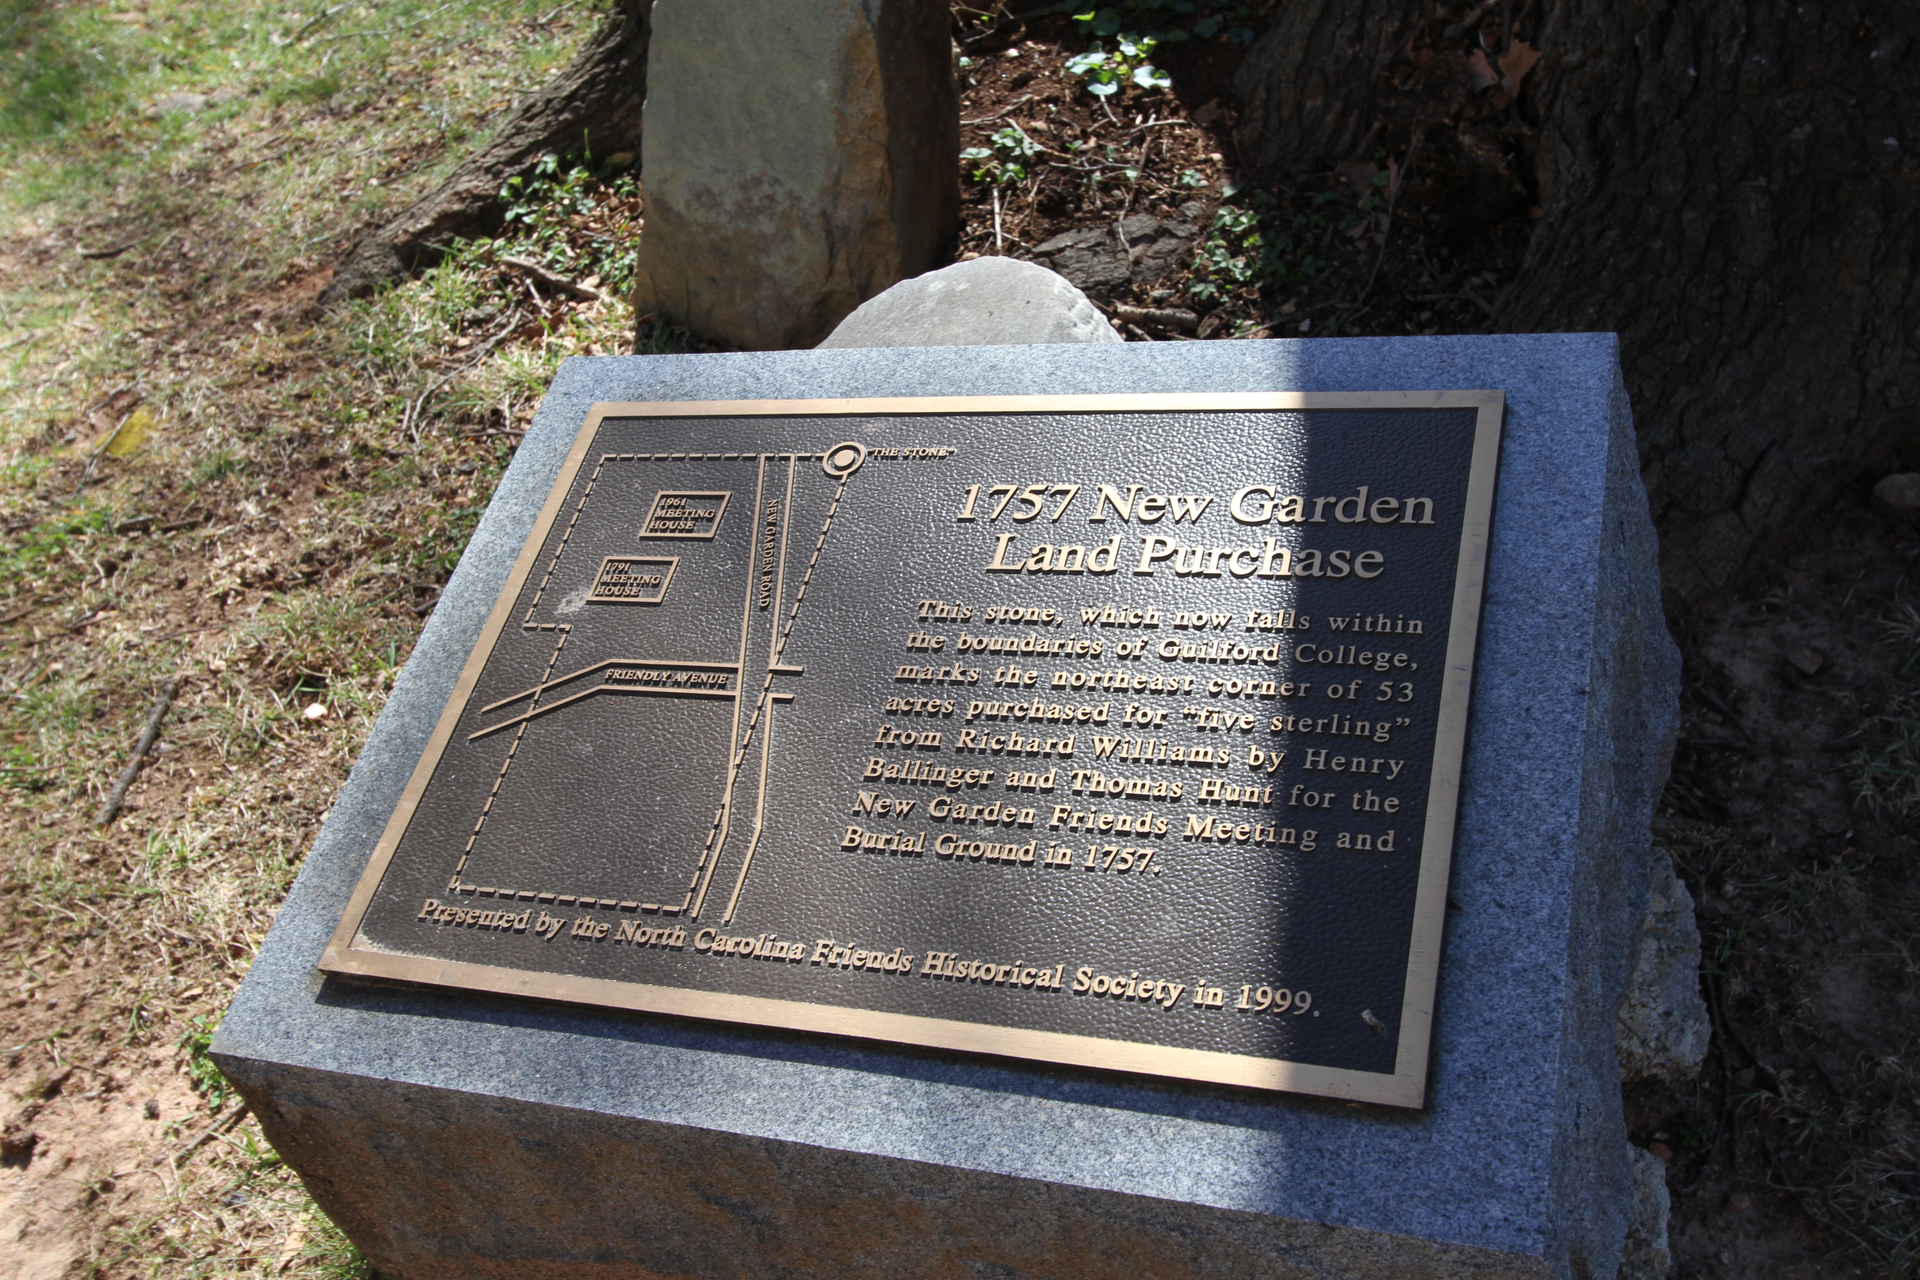 "THE STONE"
1961
MEETING
HOUSE
1791
MEETING
HOUSE
NEW GARDEN ROAD
FRIENDLY AVENUE
1757 New Garden
Land Purchase
This stone, which now falls within
the boundaries of Guilford College,
marks the northeast corner of 53
acres purchased for “five sterling”
from Richard Williams by Henry
Ballinger and Thomas Hunt for the
New Garden Friends Meeting and
Burial Ground in 1757.
Presented by the North Carolina Friends Historical Society in 1999.